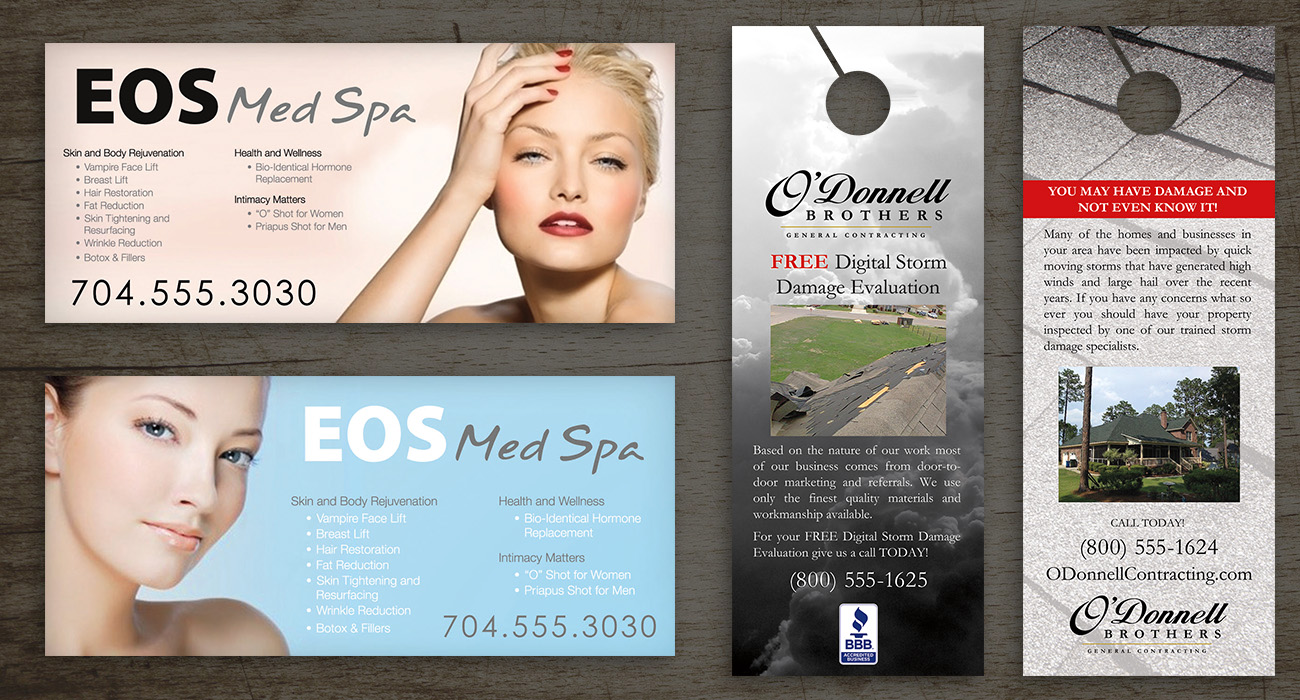 EOS Med Spa
Skin and Body Rejuvenation
• Vampire Face Lift
• Breast Lift
• Hair Restoration
• Fat Reduction
• Skin Tightening and
Resurfacing
• Wrinkle Reduction
• Botox & Fillers
Health and Wellness
• Bio-Identical Hormone
Replacement
Intimacy Matters
• "O" Shot for Women
• Priapus Shot for Men
704.555.3030
EOS Med Spa
Skin and Body Rejuvenation
• Vampire Face Lift
• Breast Lift
• Hair Restoration
• Fat Reduction
• Skin Tightening and
Resurfacing
• Wrinkle Reduction
• Botox & Fillers
Health and Wellness
• Bio-Identical Hormone
Replacement
Intimacy Matters
• "O" Shot for Women
• Priapus Shot for Men
704.555.3030
O'Donnell
BROTHERS
GENERAL CONTRACTING
FREE Digital Storm
Damage Evaluation
Based on the nature of our work most
of our business comes from door-to-
door marketing and referrals. We use
only the finest quality materials and
workmanship available.
For your FREE Digital Storm Damage
Evaluation give us a call TODAY!
(800) 555-1625
BBB
ACCREDITED
BUSINESS
YOU MAY HAVE DAMAGE AND
NOT EVEN KNOW IT!
Many of the homes and businesses in
your area have been impacted by quick
moving storms that have generated high
winds and large hail over the recent
years. If you have any concerns what so
ever you should have your property
inspected by one of our trained storm
damage specialists.
CALL TODAY!
(800) 555-1624
ODonnellContracting.com
O'Donnell
BROTHERS
GENERAL CONTRACTING